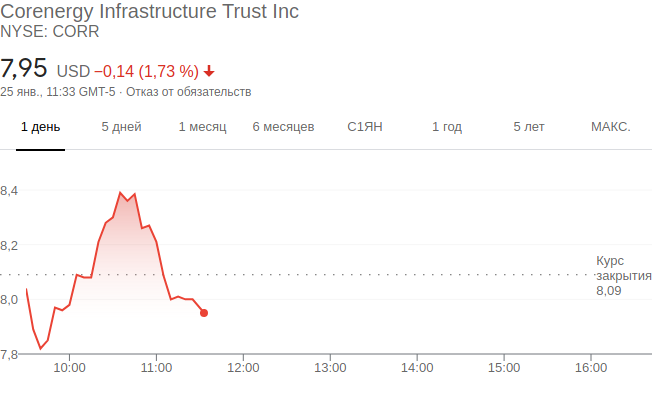 Corenergy Infrastructure Trust Inc
NYSE: CORR
7,95 USD −0,14 (1,73 %)
25 янв., 11:33 GMT-5 · Отказ от обязательств
1 день 5 дней 1 месяц 6 месяцев С1ЯН 1 год 5 лет МАКС.
8,4
8,2
Курс
закрытия
8,09
8,0
7,8
10:00 11:00 12:00 13:00 14:00 15:00 16:00